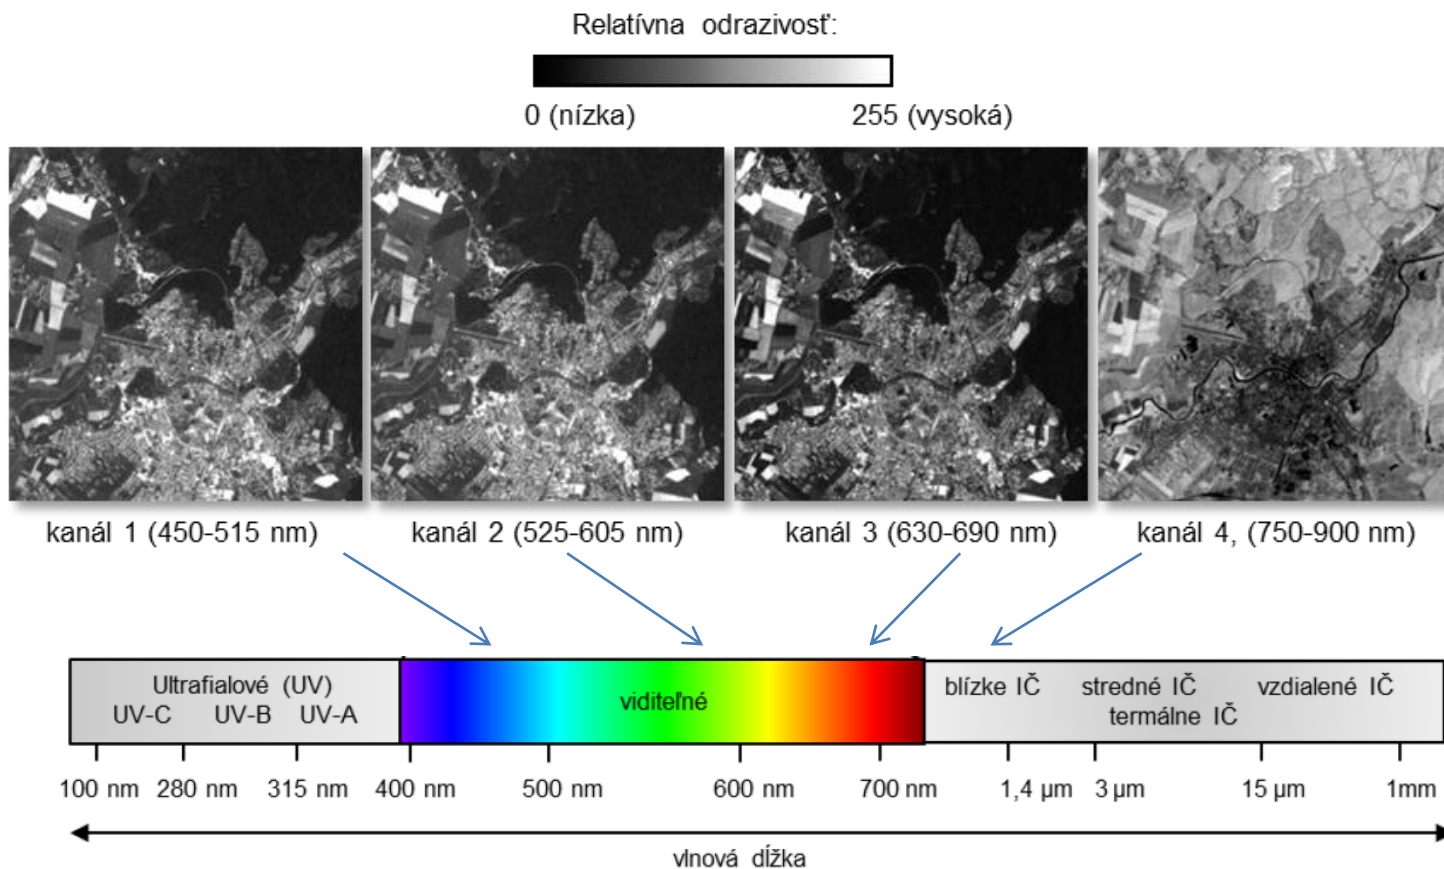 Relatívna odrazivosť:
0 (nízka) 255 (vysoká)
kanál 1 (450-515 nm) kanál 2 (525-605 nm) kanál 3 (630-690 nm) kanál 4, (750-900 nm)
Ultrafialové (UV)
UV-C UV-B UV-A
viditeľné
blízke IČ stredné IČ vzdialené IČ
termálne IČ
100 nm 280 nm 315 nm 400 nm 500 nm 600 nm 700 nm 1,4 µm 3 µm 15 µm 1mm
vlnová dĺžka